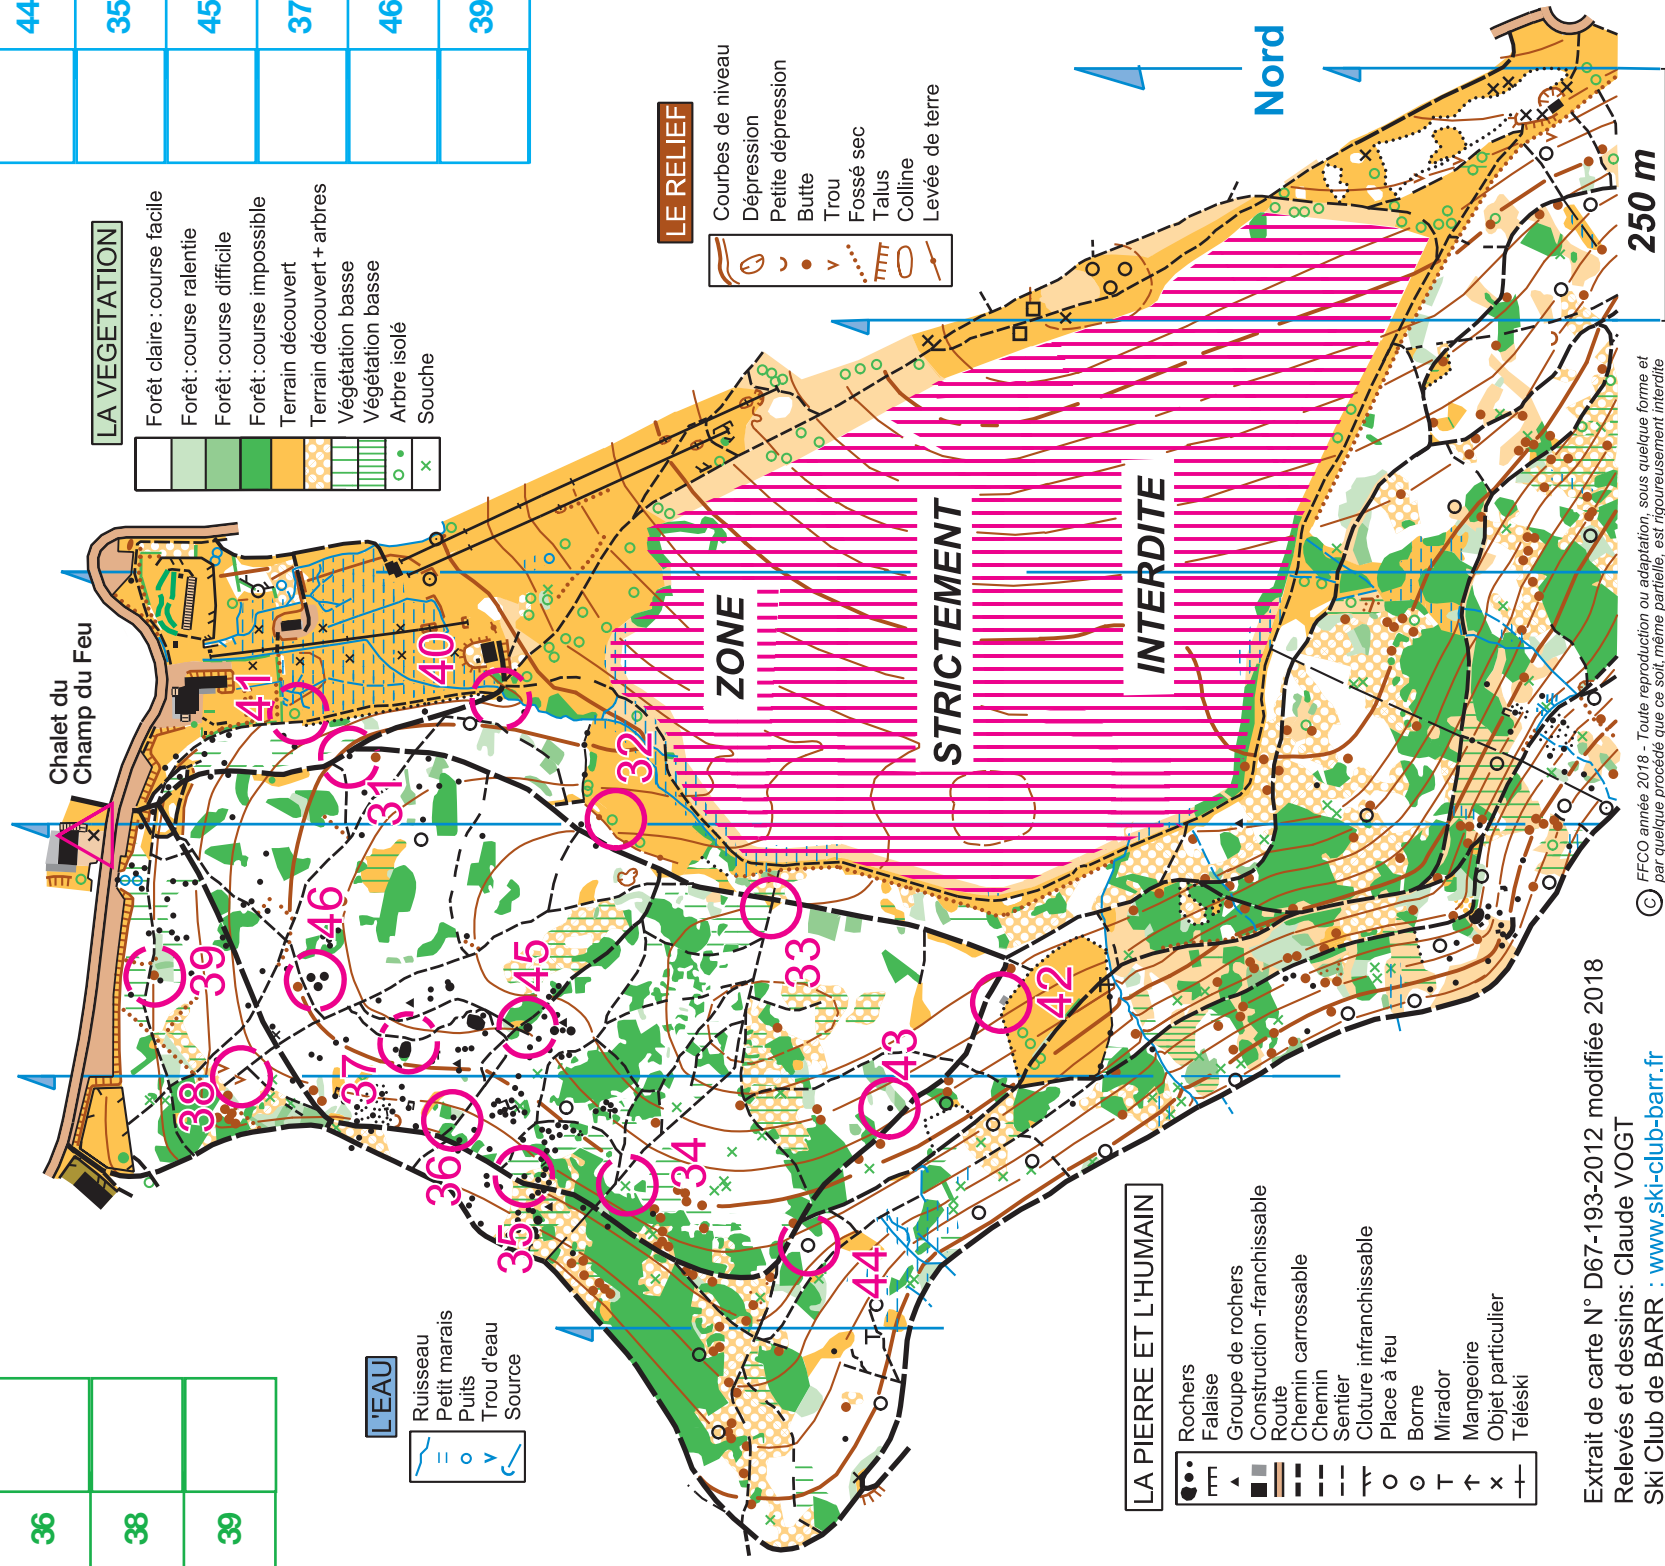 44
35
45
37
46
39
LA VEGETATION
Forêt claire : course facile
Forêt : course ralentie
Forêt : course difficile
Forêt : course impossible
Terrain découvert
Terrain découvert + arbres
Végétation basse
Végétation basse
Arbre isolé
Souche
LE RELIEF
Courbes de niveau
Dépression
Petite dépression
Butte
Trou
Fossé sec
Talus
Colline
Levée de terre
Nord
250 m
Chalet du
Champ du Feu
41
40
31
32
46
39
45
33
38
37
42
43
36
34
35
44
ZONE
STRICTEMENT
INTERDITE
L'EAU
Ruisseau
Petit marais
Puits
Trou d'eau
Source
36
38
39
LA PIERRE ET L'HUMAIN
Rochers
Falaise
Groupe de rochers
Construction -franchissable
Route
Chemin carrossable
Chemin
Sentier
Cloture infranchissable
Place à feu
Borne
Mirador
Mangeoire
Objet particulier
Téléski
Extrait de carte N° D67-193-2012 modifiée 2018
Relevés et dessins: Claude VOGT
Ski Club de BARR : www.ski-club-barr.fr
C FFCO année 2018 - Toute reproduction ou adaptation, sous quelque forme et
par quelque procédé que ce soit, même partielle, est rigoureusement interdite